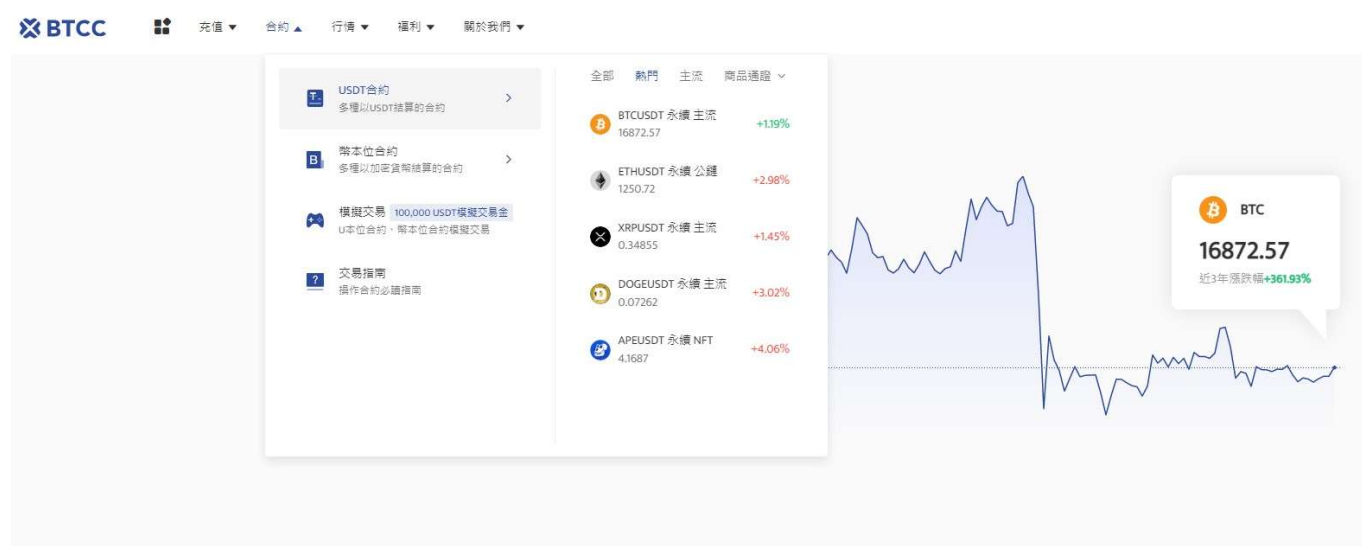 BTCC
充值
合約
行情
福利
關於我們
USDT合約
多種以USDT結算的合約
幣本位合約
多種以加密貨幣結算的合約
模擬交易 100,000 USDT模擬交易金
U本位合約、幣本位合約模擬交易
交易指南
操作合約必讀指南
全部 熱門 主流 商品通證
BTCUSDT 永續 主流
16872.57
+1.19%
ETHUSDT 永續 公鏈
1250.72
+2.98%
XRPUSDT 永續 主流
0.34855
+1.45%
DOGEUSDT 永續 主流
0.07262
+3.02%
APEUSDT 永續 NFT
4.1687
+4.06%
BTC
16872.57
近3年漲跌幅+361.93%